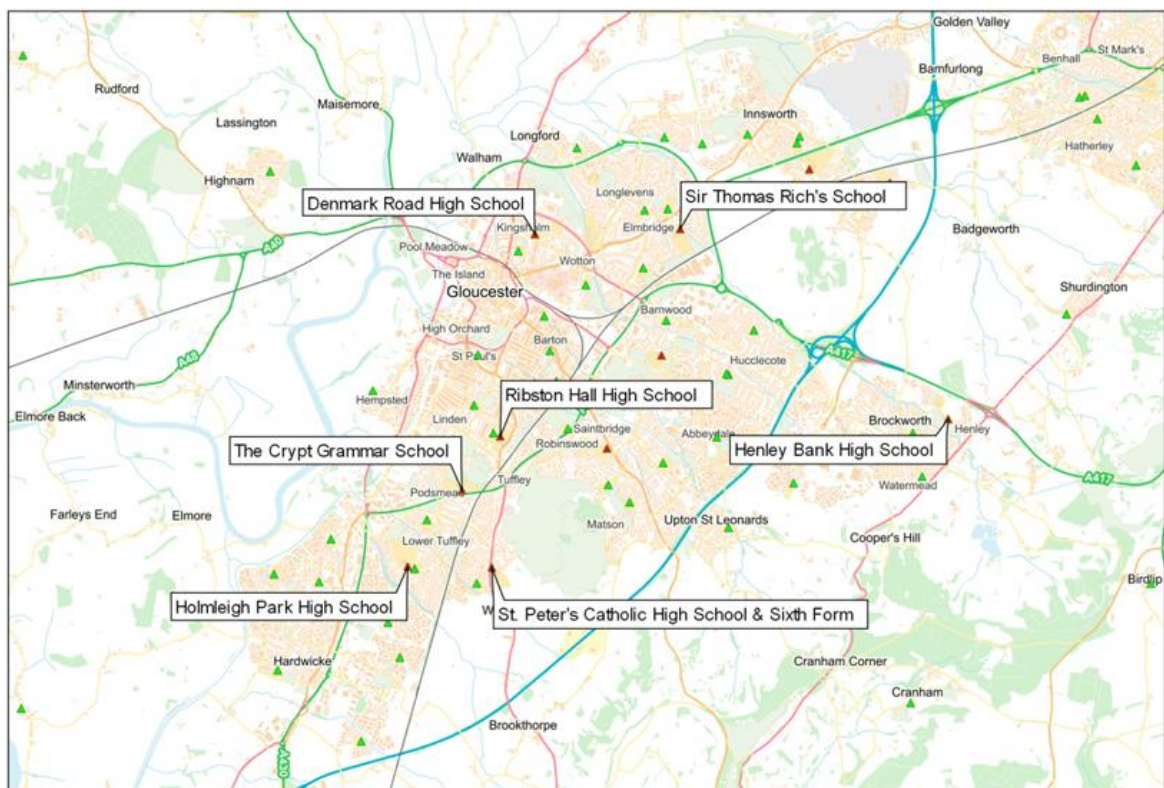 Golden Valley
St Mark's
Benhall
Bamfurlong
Rudford
Maisemore
Lassington
Innsworth
Longford
Hatherley
Walham
Highnam
Longlevens
Denmark Road High School
Sir Thomas Rich's School
Kingsholm
Elmbridge
Badgeworth
A40
Pool Meadow
Wotton
The Island
Gloucester
Shurdington
Barnwood
High Orchard
Barton
A417
A48
St Paul's
Hucclecote
Minsterworth
Hempsted
Ribston Hall High School
Elmore Back
Linden
Brockworth
Saintbridge
Henley
Robinswood
Abbeydale
The Crypt Grammar School
Henley Bank High School
Tuffley
A417
Podsmead
Watermead
Matson
Farleys End
Elmore
Upton St Leonards
Lower Tuffley
Cooper's Hill
Birdlip
Holmleigh Park High School
St. Peter's Catholic High School & Sixth Form
Hardwicke
Cranham Corner
Cranham
Brookthorpe
A430